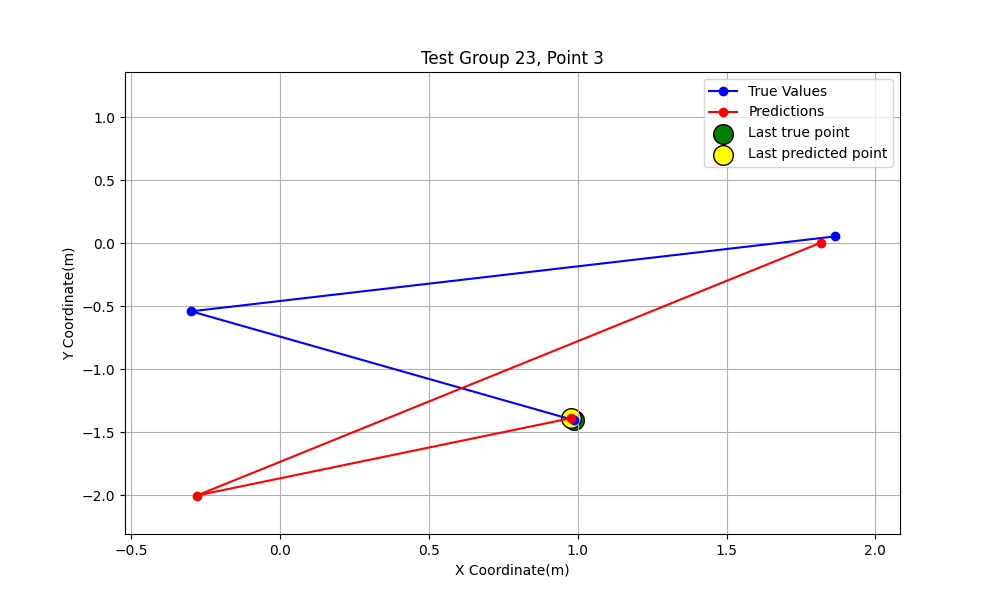 Test Group 23, Point 3
True Values
Predictions
Last true point
Last predicted point
1.0
0.5
0.0
−0.5
−1.0
−1.5
−2.0
Y Coordinate(m)
−0.5 0.0 0.5 1.0 1.5 2.0
X Coordinate(m)